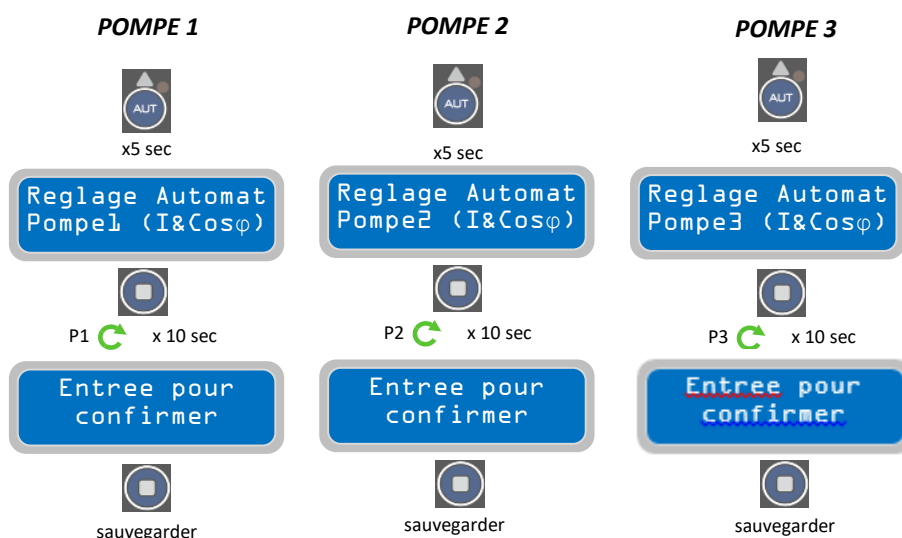 POMPE 1
AUT
x5 sec
Reglage Automat
Pompe1 (I&Cosφ)
P1 x 10 sec
Entree pour
confirmer
sauvegarder
POMPE 2
AUT
x5 sec
Reglage Automat
Pompe2 (I&Cosφ)
P2 x 10 sec
Entree pour
confirmer
sauvegarder
POMPE 3
AUT
x5 sec
Reglage Automat
Pompe3 (I&Cosφ)
P3 x 10 sec
Entree pour
confirmer
sauvegarder